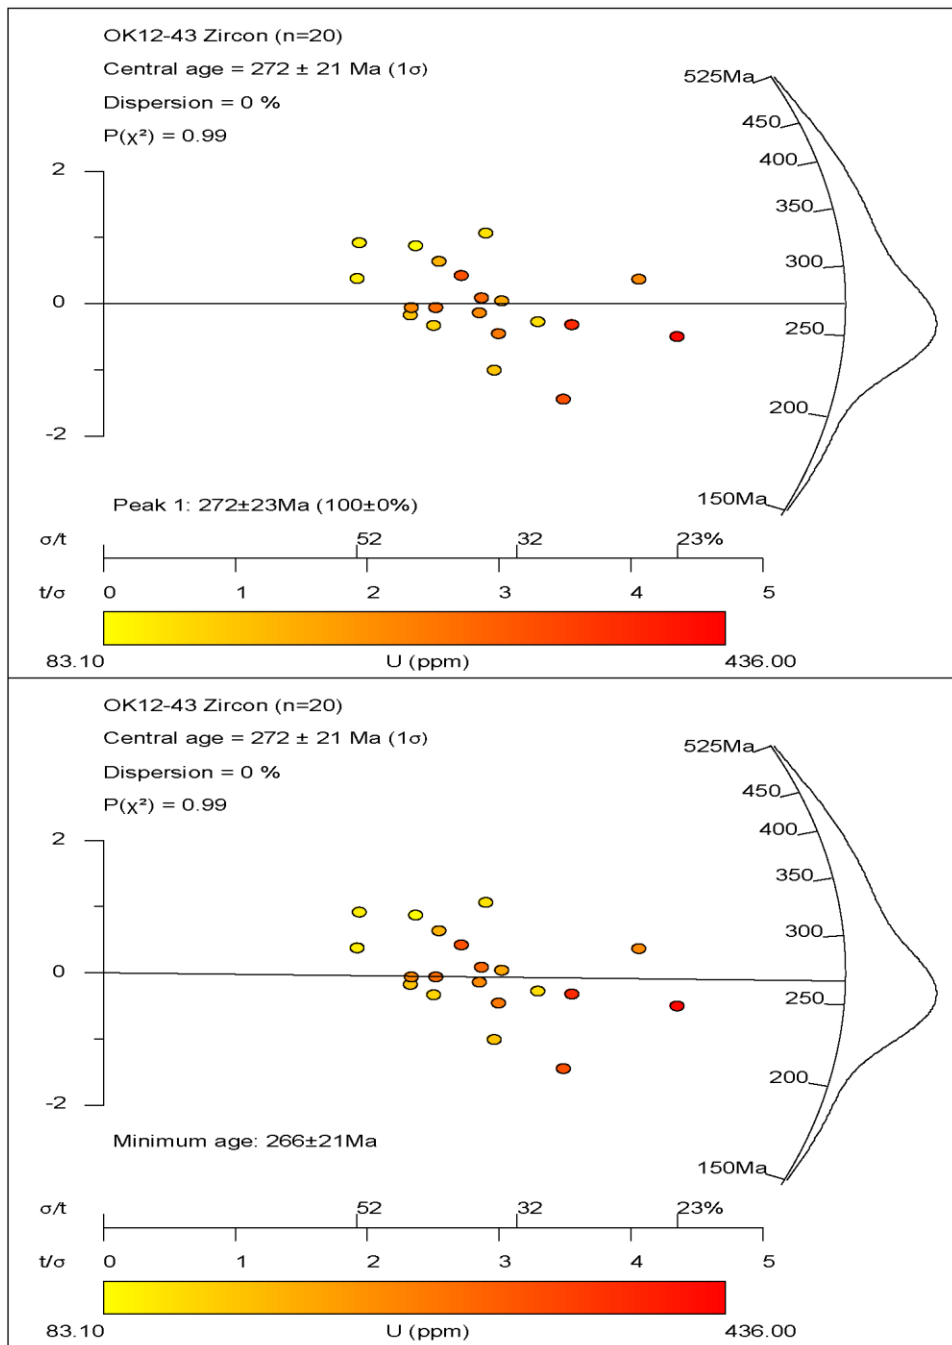 OK12-43 Zircon (n=20)
Central age = 272 ± 21 Ma (1σ)
Dispersion = 0 %
P(χ²) = 0.99
525Ma
450
400
350
300
250
200
150Ma
2
0
-2
Peak 1: 272±23Ma (100±0%)
σ/t 52 32 23%
t/σ 0 1 2 3 4 5
83.10 U (ppm) 436.00
OK12-43 Zircon (n=20)
Central age = 272 ± 21 Ma (1σ)
Dispersion = 0 %
P(χ²) = 0.99
525Ma
450
400
350
300
250
200
150Ma
2
0
-2
Minimum age: 266±21Ma
σ/t 52 32 23%
t/σ 0 1 2 3 4 5
83.10 U (ppm) 436.00